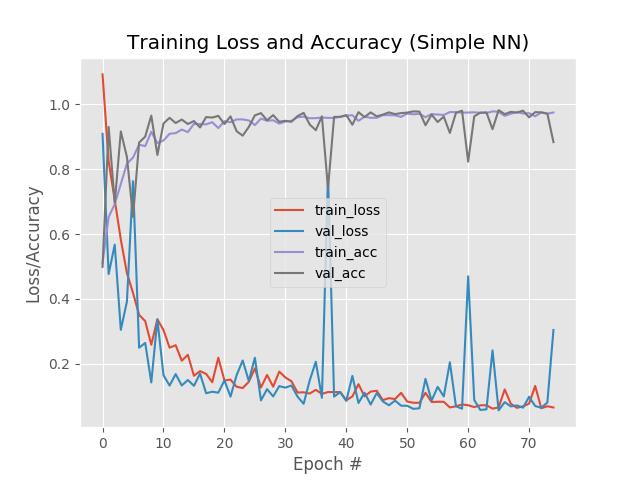 Training Loss and Accuracy (Simple NN)
Loss/Accuracy
1.0
0.8
0.6
0.4
0.2
train_loss
val_loss
train_acc
val_acc
0 10 20 30 40 50 60 70
Epoch #